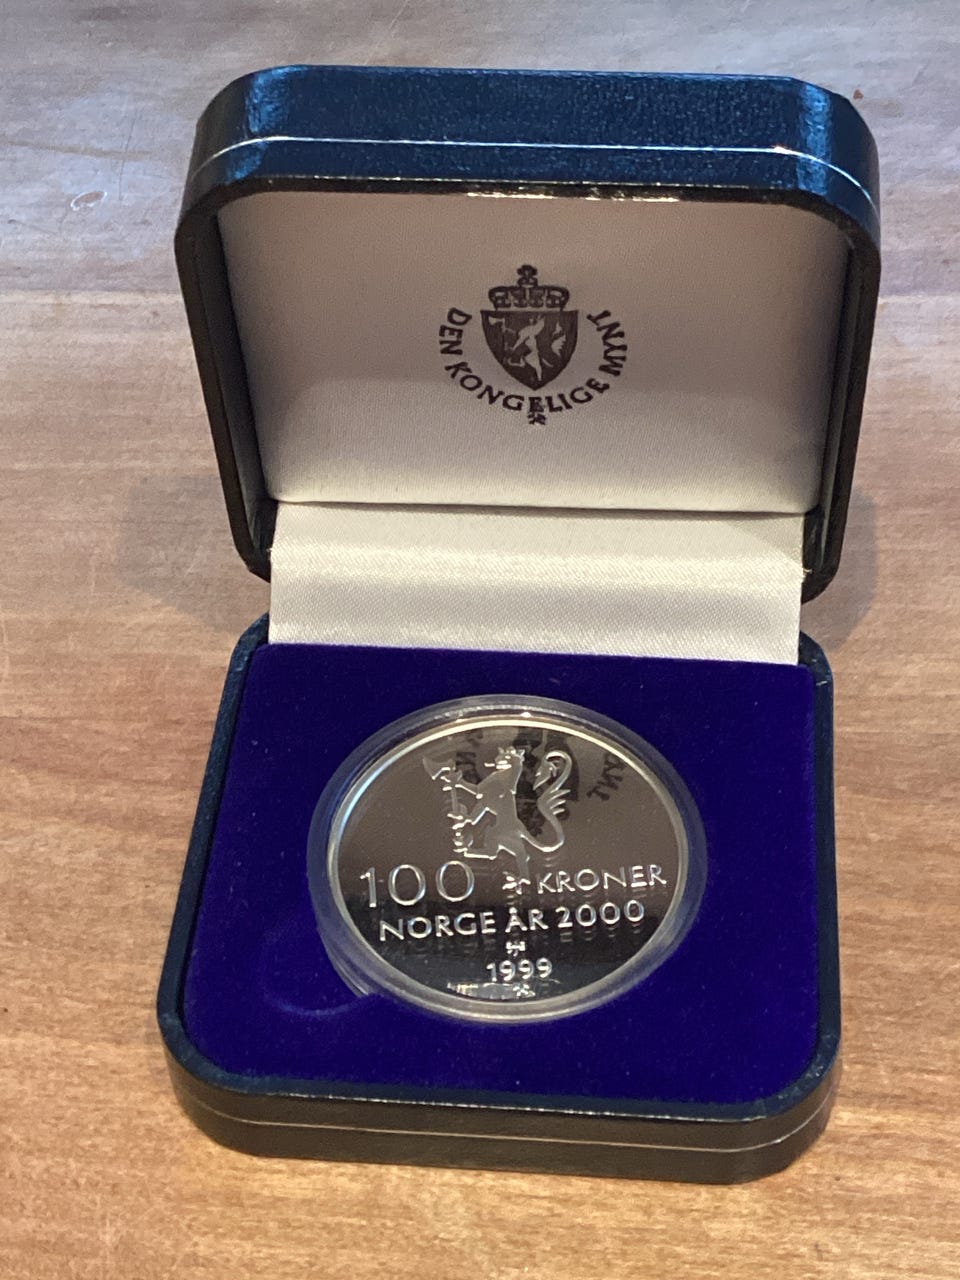 DEN KONGELIGE MYNT
100 KRONER
NORGE ÅR 2000
1999